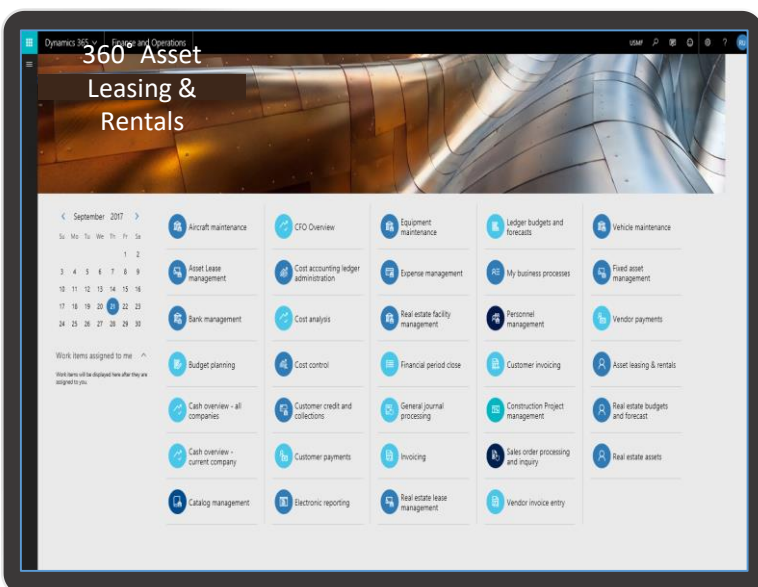 Dynamics 365
Finance and Operations
USMF
?
RU
360° Asset
Leasing &
Rentals
September 2017
Su Mo Tu We Th Fr Sa
1 2
3 4 5 6 7 8 9
10 11 12 13 14 15 16
17 18 19 20 21 22 23
24 25 26 27 28 29 30
Work items assigned to me
Work items will be displayed here after they are
assigned to you.
Aircraft maintenance
Asset Lease
management
Bank management
Budget planning
Cash overview - all
companies
Cash overview -
current company
Catalog management
CFO Overview
Cost accounting ledger
administration
Cost analysis
Cost control
Customer credit and
collections
Customer payments
Electronic reporting
Equipment
maintenance
Expense management
Real estate facility
management
Financial period close
General journal
processing
Invoicing
Real estate lease
management
Ledger budgets and
forecasts
My business processes
Personnel
management
Customer invoicing
Construction Project
management
Sales order processing
and inquiry
Vendor invoice entry
Vehicle maintenance
Fixed asset
management
Vendor payments
Asset leasing & rentals
Real estate budgets
and forecast
Real estate assets